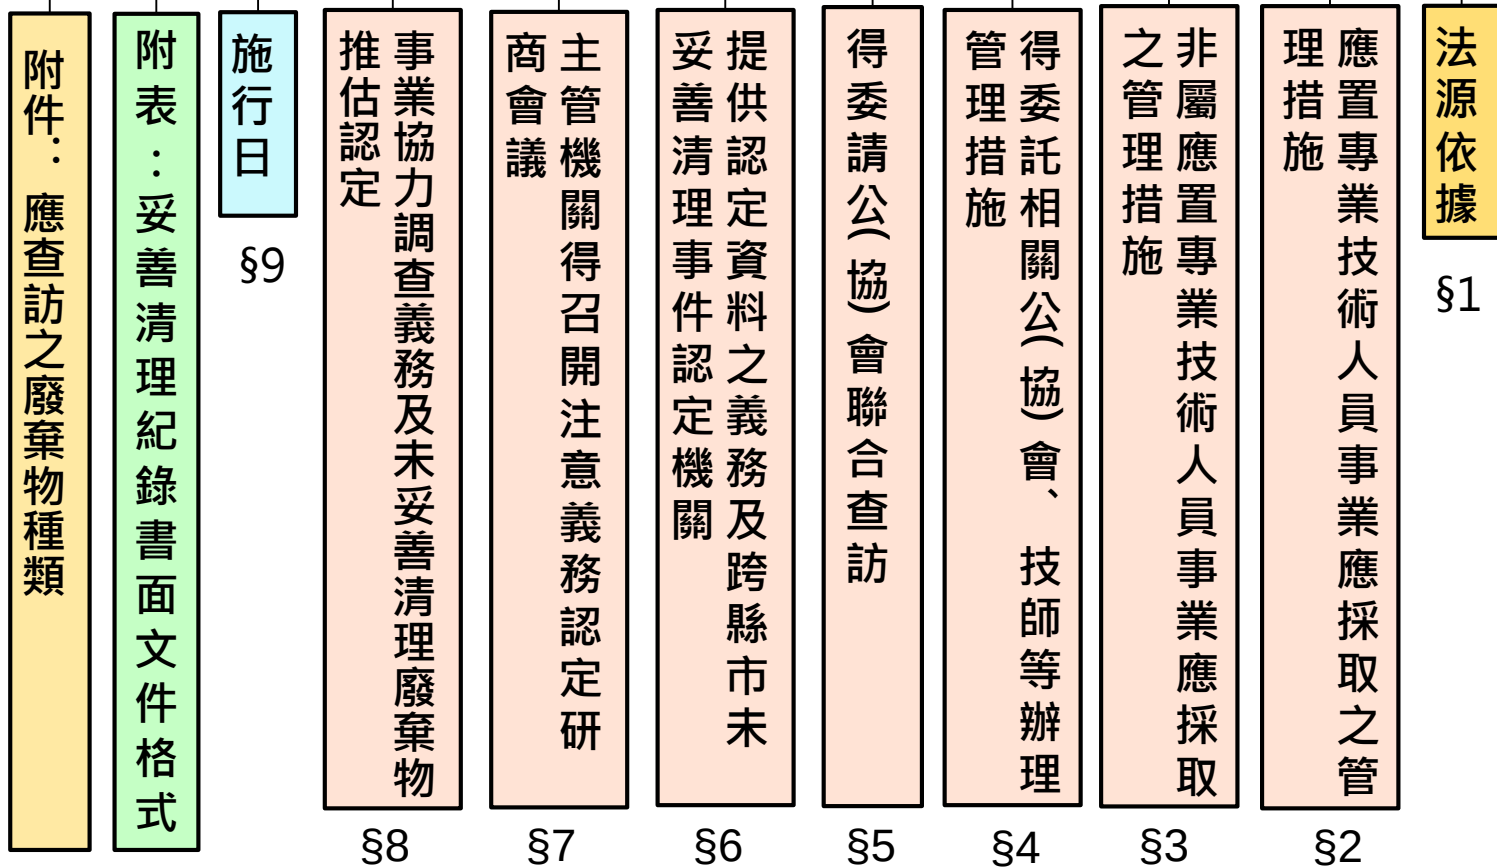 法源依據
§1
應置專業技術人員事業應採取之管
理措施
§2
非屬應置專業技術人員事業應採取
之管理措施
§3
得委託相關公(協)會、技師等辦理
管理措施
§4
得委請公(協)會聯合查訪
§5
提供認定資料之義務及跨縣市未
妥善清理事件認定機關
§6
主管機關得召開注意義務認定研
商會議
§7
事業協力調查義務及未妥善清理廢棄物
推估認定
§8
施行日
§9
附表：妥善清理紀錄書面文件格式
附件：應查訪之廢棄物種類